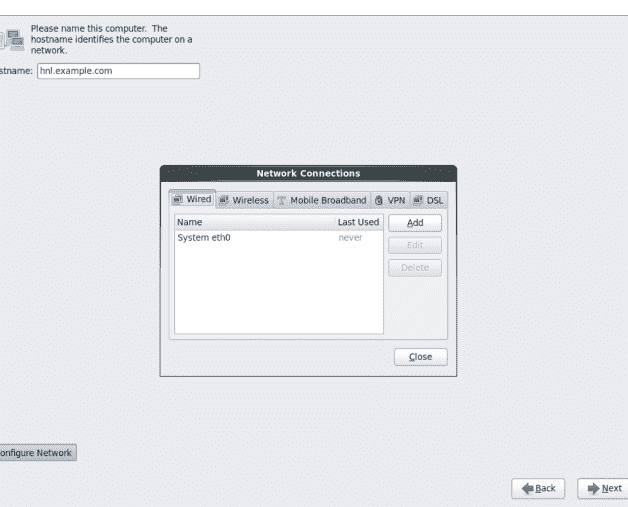 Please name this computer. The
hostname identifies the computer on a
network.
stname: hnl.example.com
Network Connections
Wired Wireless Mobile Broadband VPN DSL
Name Last Used Add
System eth0 never Edit
Delete
Close
onfigure Network
Back Next